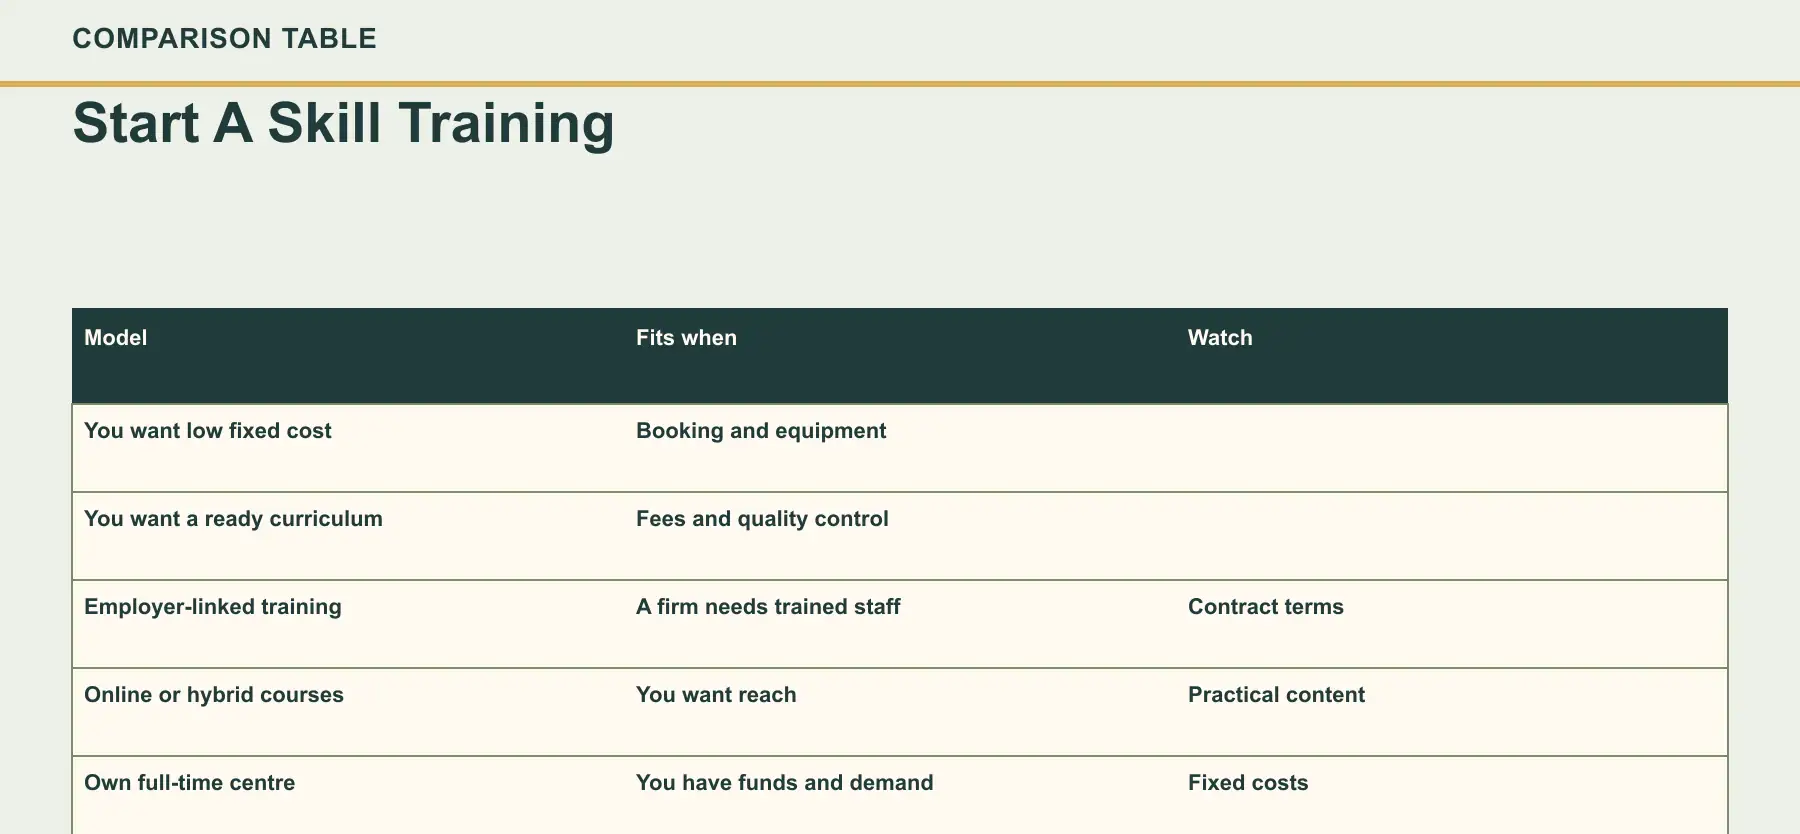 COMPARISON TABLE
Start A Skill Training
Model Fits when Watch
You want low fixed cost Booking and equipment
You want a ready curriculum Fees and quality control
Employer-linked training A firm needs trained staff Contract terms
Online or hybrid courses You want reach Practical content
Own full-time centre You have funds and demand Fixed costs